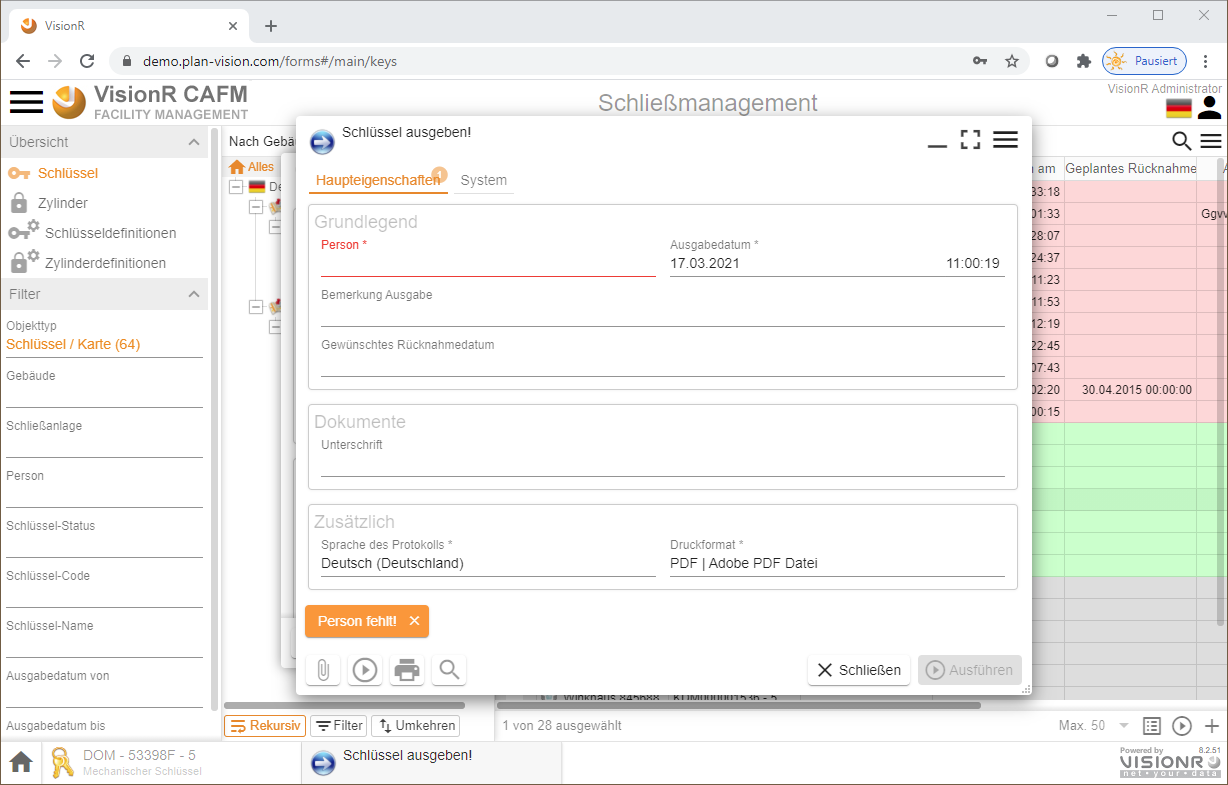 VisionR
demo.plan-vision.com/forms#/main/keys
Pausiert
VisionR CAFM
FACILITY MANAGEMENT
Schließmanagement
VisionR Administrator
Übersicht
Schlüssel
Zylinder
Schlüsseldefinitionen
Zylinderdefinitionen
Filter
Objekttyp
Schlüssel / Karte (64)
Gebäude
Schließanlage
Person
Schlüssel-Status
Schlüssel-Code
Schlüssel-Name
Ausgabedatum von
Ausgabedatum bis
Nach Gebä
Alles
De
Schlüssel ausgeben!
Haupteigenschaften
1
System
Grundlegend
Person *
Ausgabedatum *
17.03.2021 11:00:19
Bemerkung Ausgabe
Gewünschtes Rücknahmedatum
Dokumente
Unterschrift
Zusätzlich
Sprache des Protokolls *
Druckformat *
Deutsch (Deutschland)
PDF | Adobe PDF Datei
Person fehlt!
Schließen
Ausführen
am
Geplantes Rücknahme
33:18
01:33
Ggvv
28:07
24:37
11:23
11:53
12:19
22:45
07:43
02:20
30.04.2015 00:00:00
00:15
Rekursiv
Filter
Umkehren
1 von 28 ausgewählt
Max. 50
DOM - 53398F - 5
Mechanischer Schlüssel
Schlüssel ausgeben!
Powered by
8.2.51
VISIONR
net · your · data